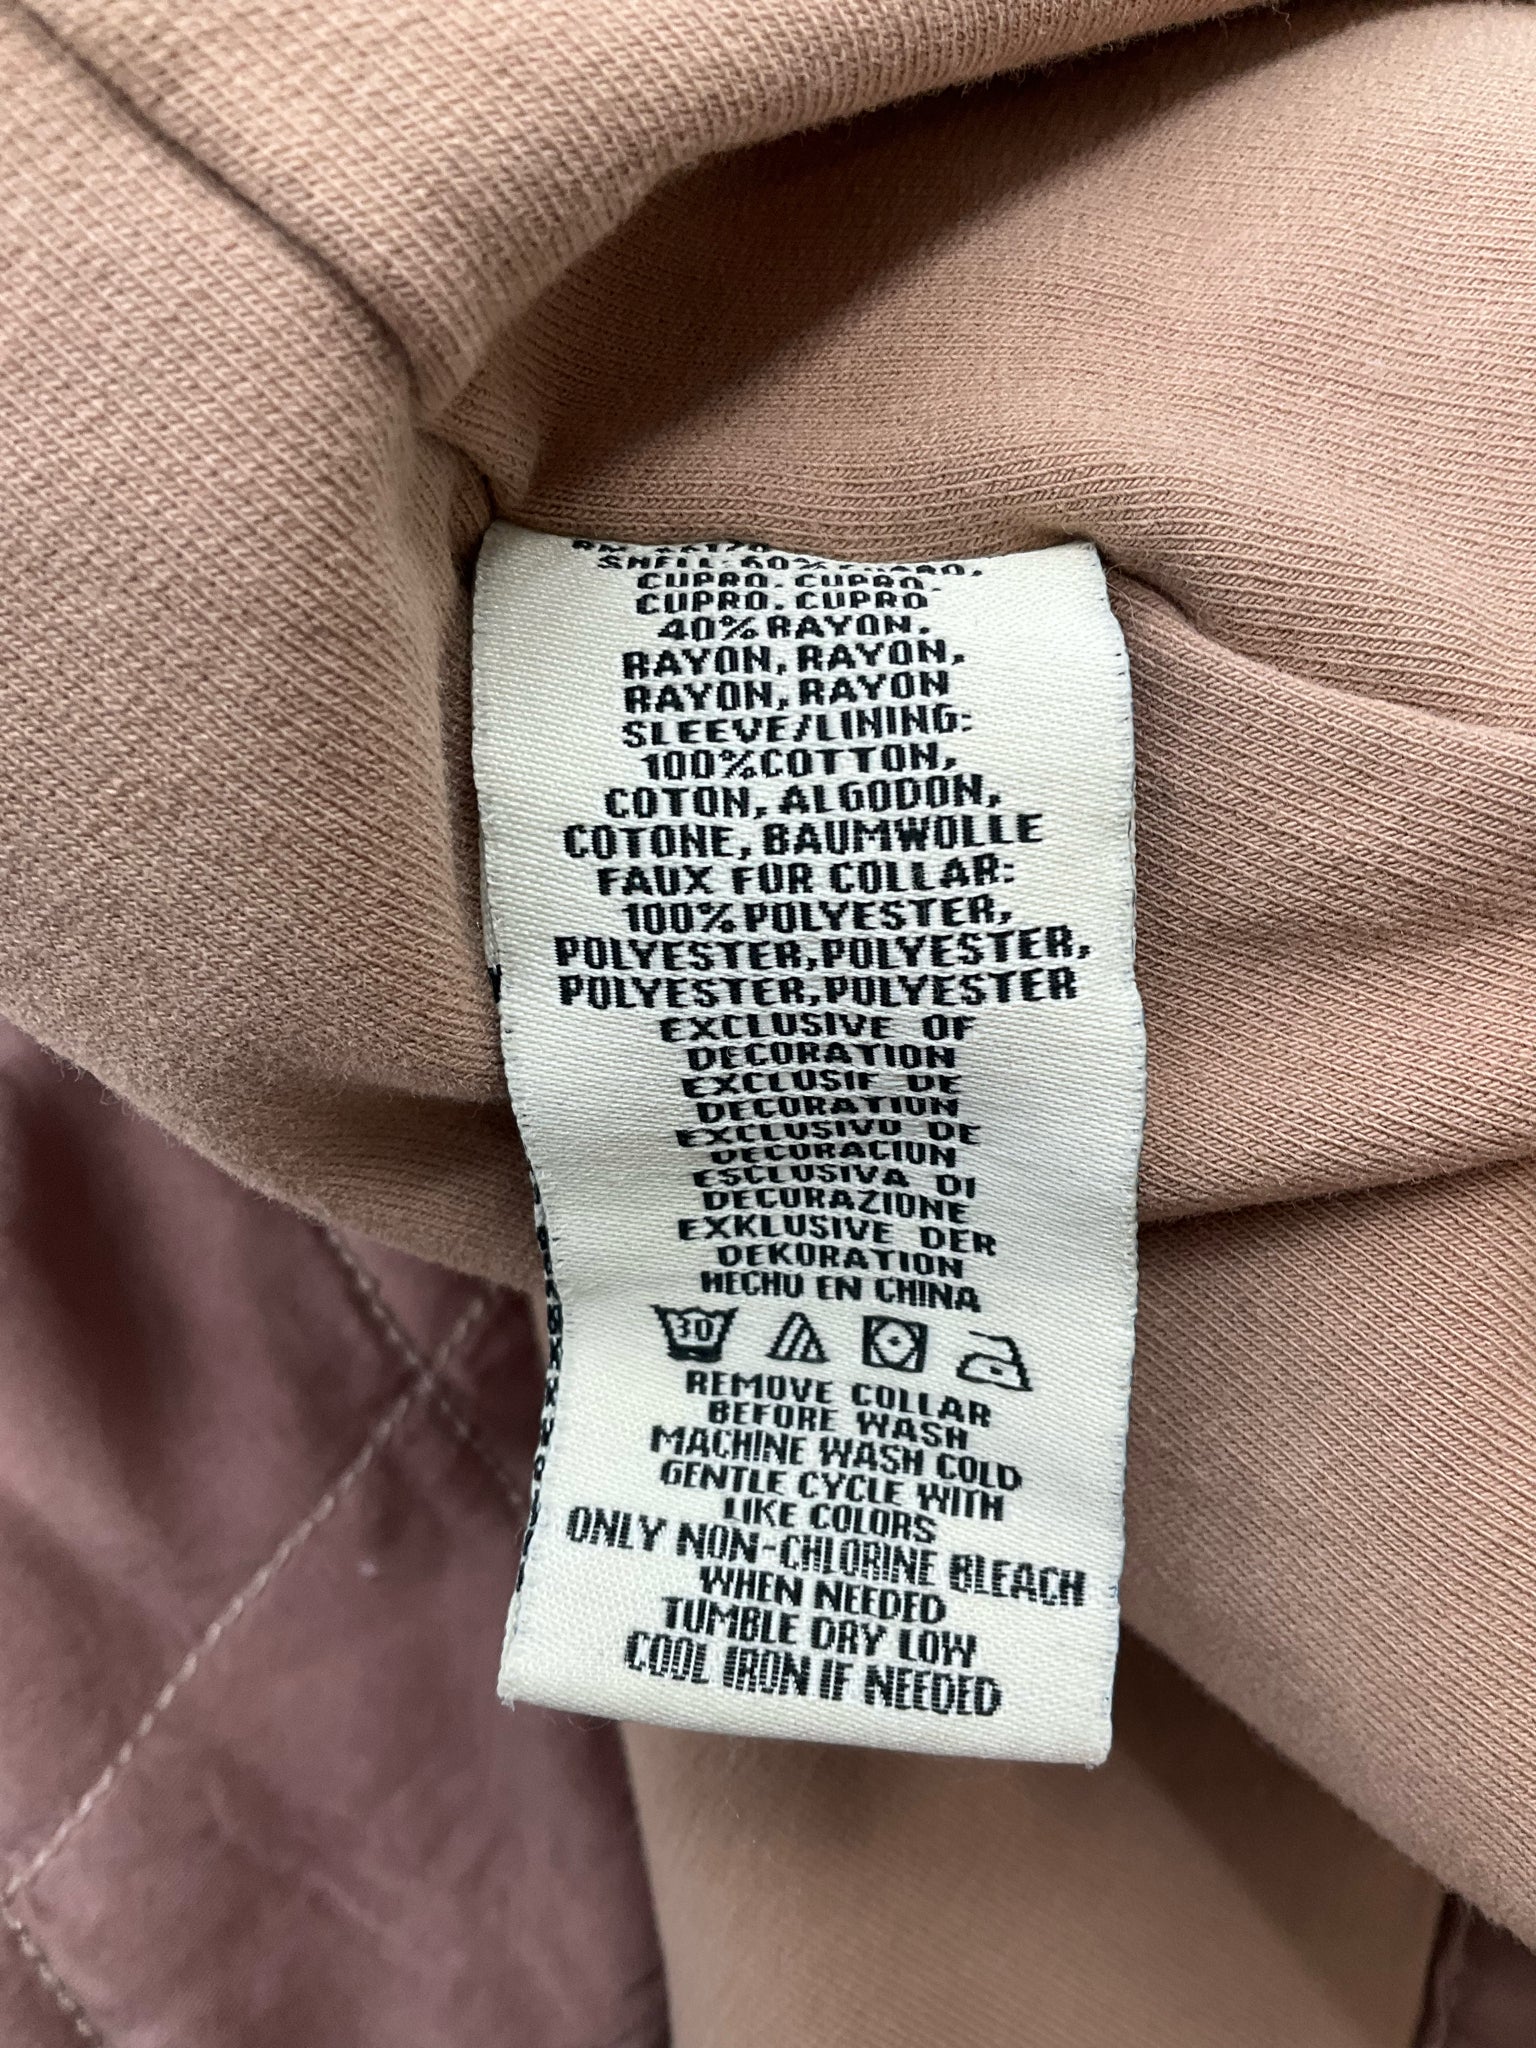 SHELL: 60% CUPRO,
CUPRO, CUPRO,
CUPRO, CUPRO
40% RAYON,
RAYON, RAYON,
RAYON, RAYON
SLEEVE/LINING:
100%COTTON,
COTON, ALGODON,
COTONE, BAUMWOLLE
FAUX FUR COLLAR:
100%POLYESTER,
POLYESTER,POLYESTER,
POLYESTER,POLYESTER
EXCLUSIVE OF
DECORATION
EXCLUSIF DE
DECORATION
EXCLUSIVO DE
DECORACION
ESCLUSIVA DI
DECORAZIONE
EXKLUSIVE DER
DEKORATION
HECHO EN CHINA
30
REMOVE COLLAR
BEFORE WASH
MACHINE WASH COLD
GENTLE CYCLE WITH
LIKE COLORS
ONLY NON-CHLORINE BLEACH
WHEN NEEDED
TUMBLE DRY LOW
COOL IRON IF NEEDED